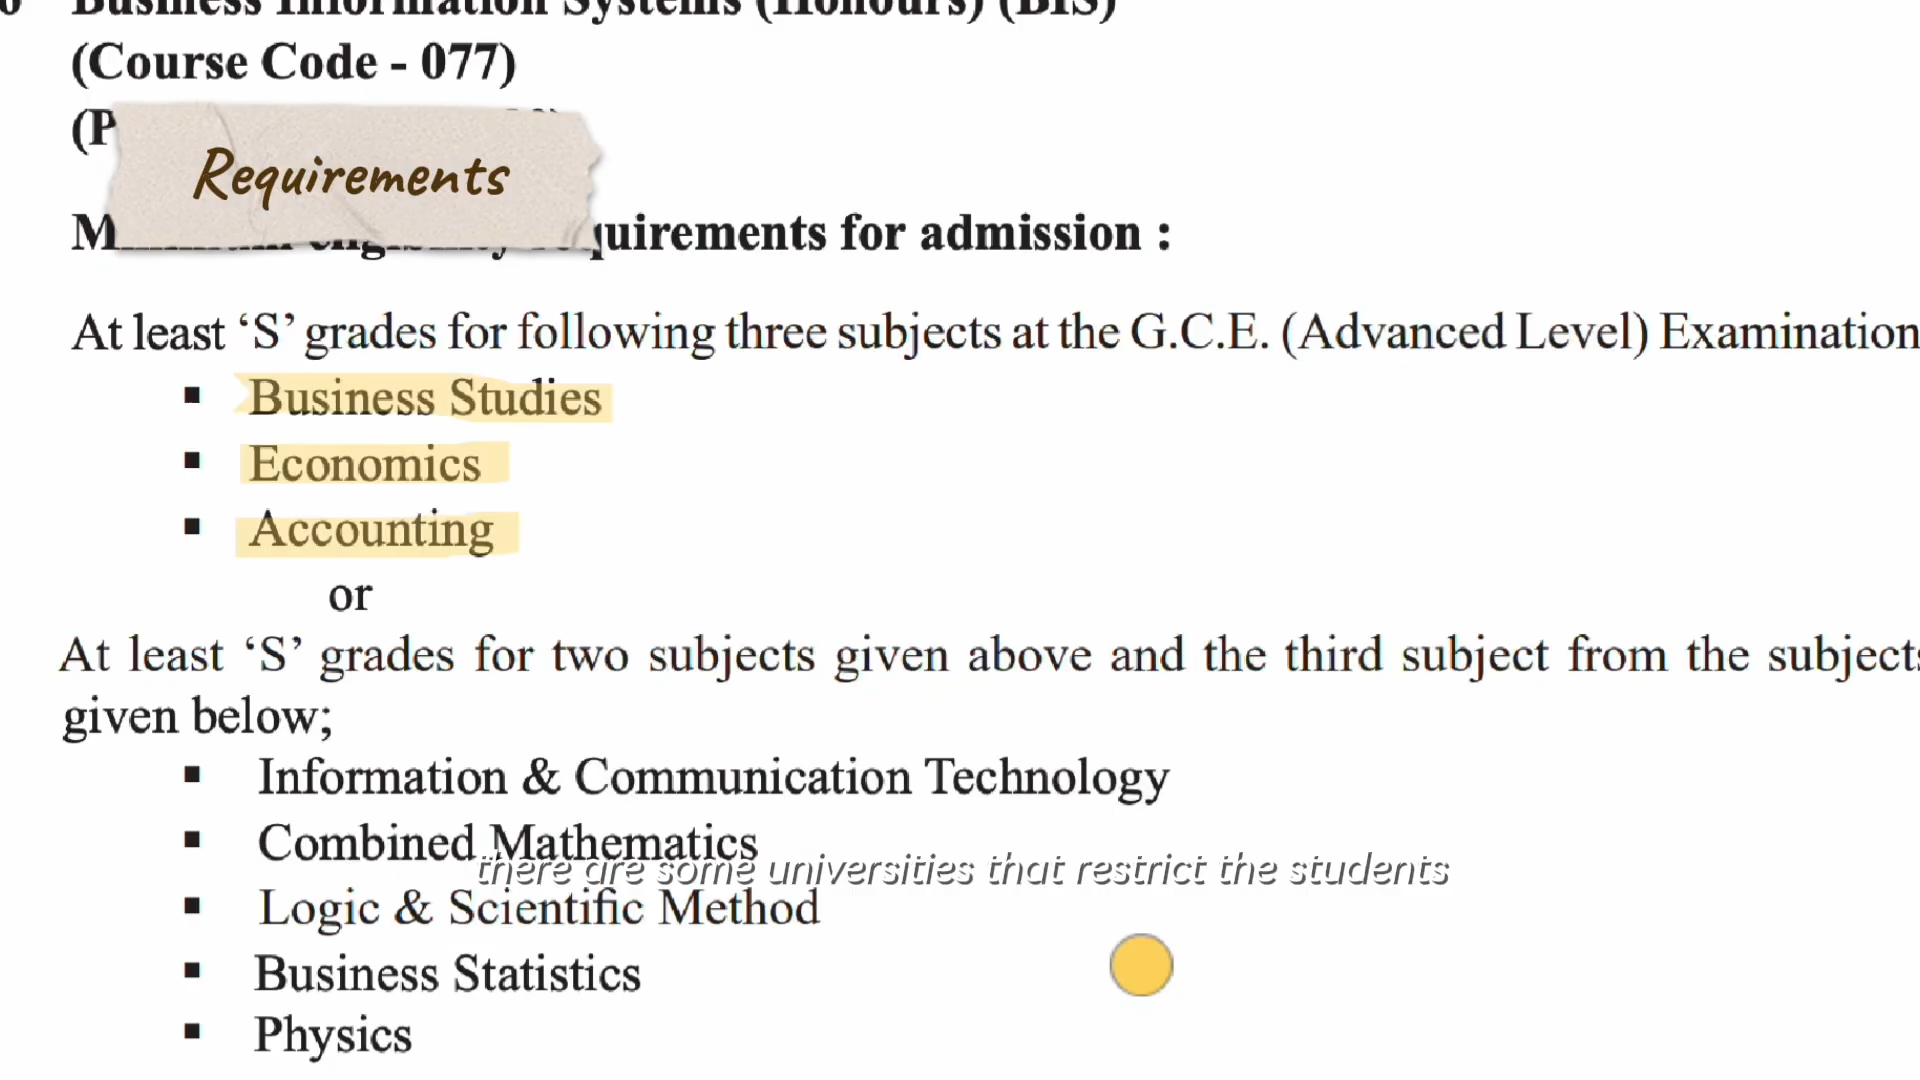 Business Information Systems (Honours) (BIS)
(Course Code - 077)
(P
Requirements
quirements for admission :
At least ‘S’ grades for following three subjects at the G.C.E. (Advanced Level) Examination
▪ Business Studies
▪ Economics
▪ Accounting
or
At least ‘S’ grades for two subjects given above and the third subject from the subjects
given below;
▪ Information & Communication Technology
▪ Combined Mathematics
there are some universities that restrict the students
▪ Logic & Scientific Method
▪ Business Statistics
▪ Physics